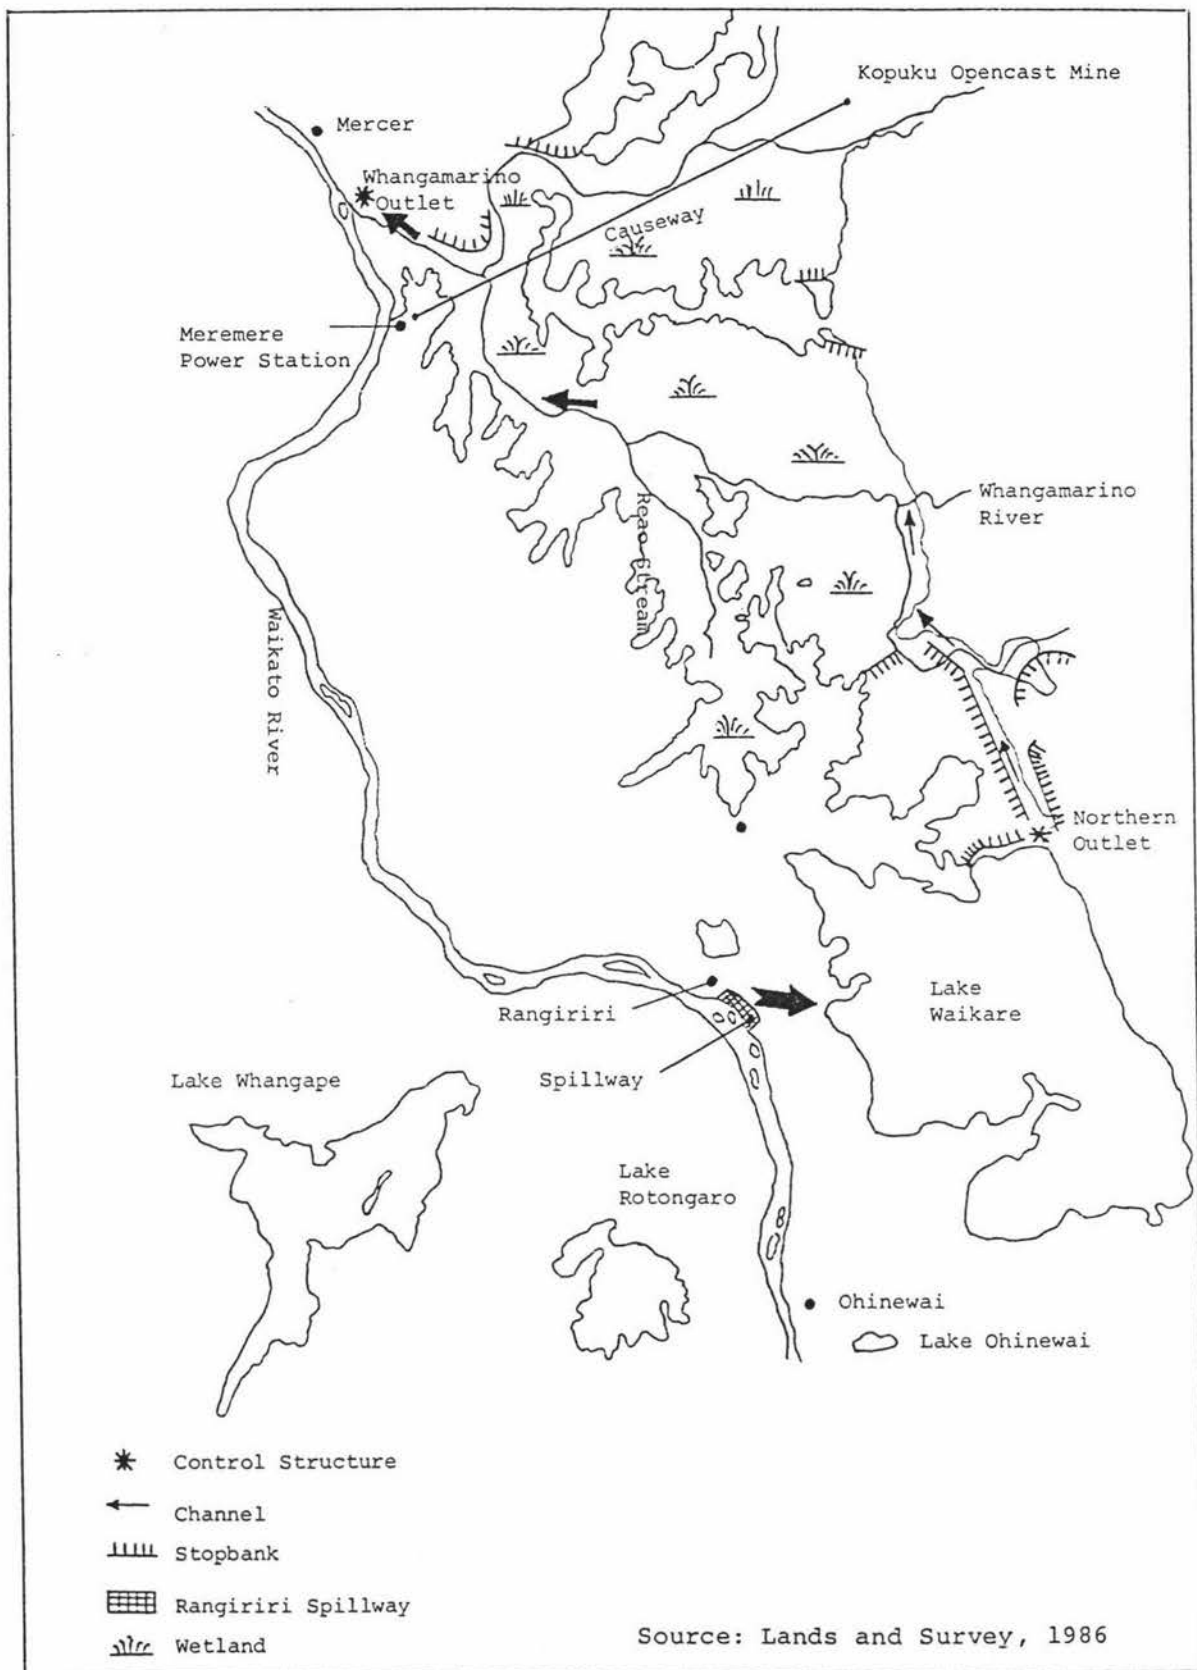 Kopuku Opencast Mine
Mercer
Whangamarino
Outlet
Causeway
Meremere
Power Station
Whangamarino
River
Reao Stream
Waikato River
Northern
Outlet
Lake
Waikare
Rangiriri
Spillway
Lake Whangape
Lake
Rotongaro
Ohinewai
Lake Ohinewai
Control Structure
Channel
Stopbank
Rangiriri Spillway
Wetland
Source: Lands and Survey, 1986